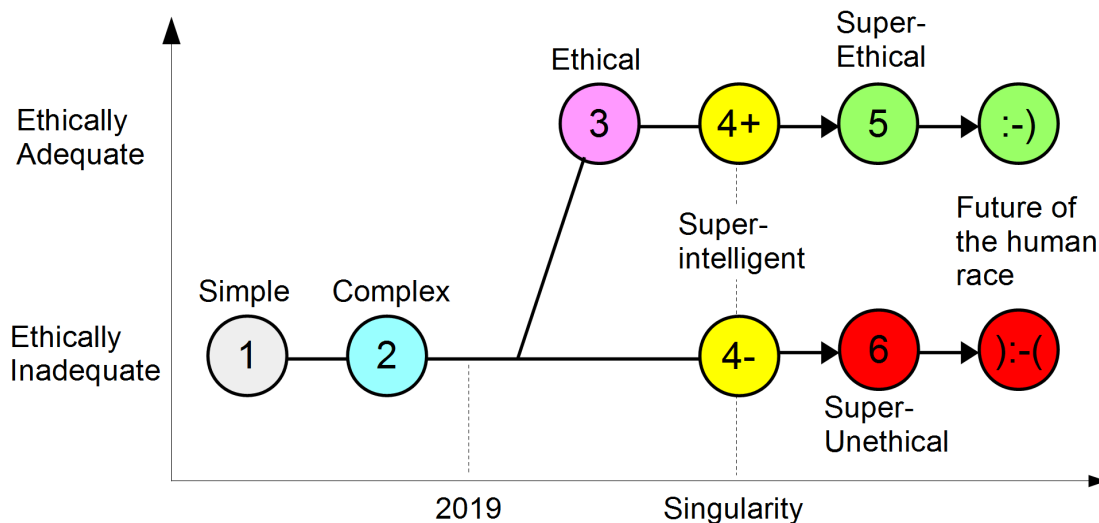 Super-
Ethical
Ethical
Ethically
Adequate
3
4+
5
:-)
Super-
intelligent
Future of
the human
race
Simple
Complex
Ethically
Inadequate
1
2
4-
6
):-(
Super-
Unethical
2019
Singularity